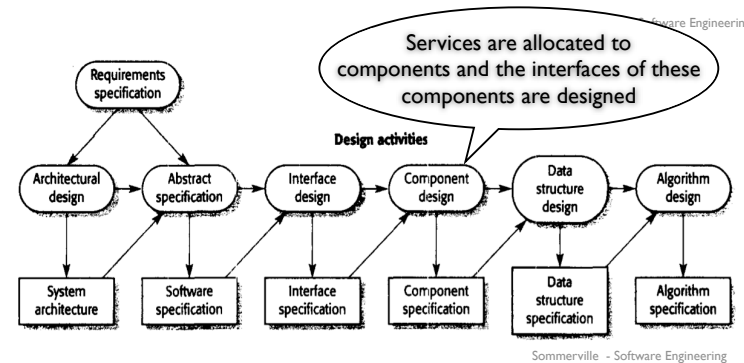 Software Engineerin
Services are allocated to
components and the interfaces of these
components are designed
Requirements
specification
Design activities
Architectural
design
Abstract
specification
Interface
design
Component
design
Data
structure
design
Algorithm
design
System
architecture
Software
specification
Interface
specification
Component
specification
Data
structure
specification
Algorithm
specification
Sommerville - Software Engineering